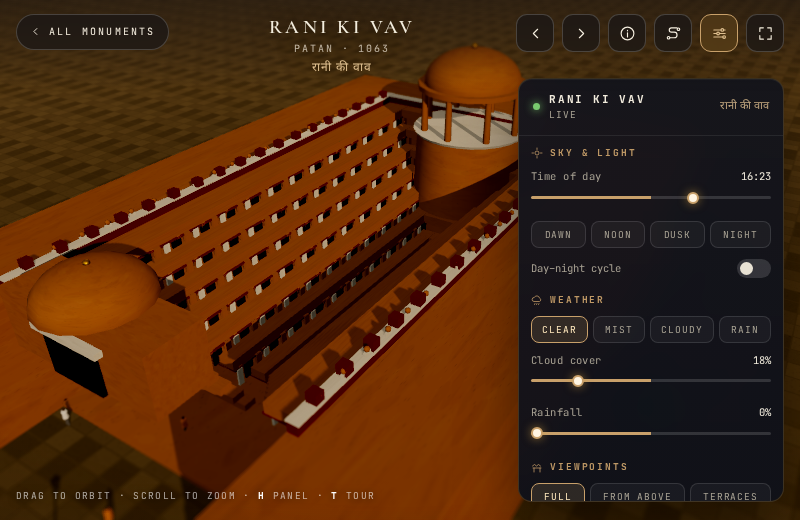 ALL MONUMENTS
RANI KI VAV
PATAN · 1063
रानी की वाव
RANI KI VAV
LIVE
रानी की वाव
SKY & LIGHT
Time of day 16:23
DAWN NOON DUSK NIGHT
Day-night cycle
WEATHER
CLEAR MIST CLOUDY RAIN
Cloud cover 18%
Rainfall 0%
VIEWPOINTS
FULL FROM ABOVE TERRACES
DRAG TO ORBIT · SCROLL TO ZOOM · H PANEL · T TOUR